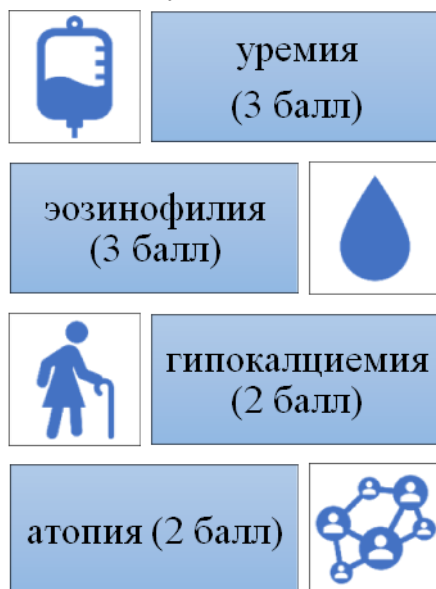 уремия
(3 балл)
эозинофилия
(3 балл)
гипокалциемия
(2 балл)
атопия (2 балл)